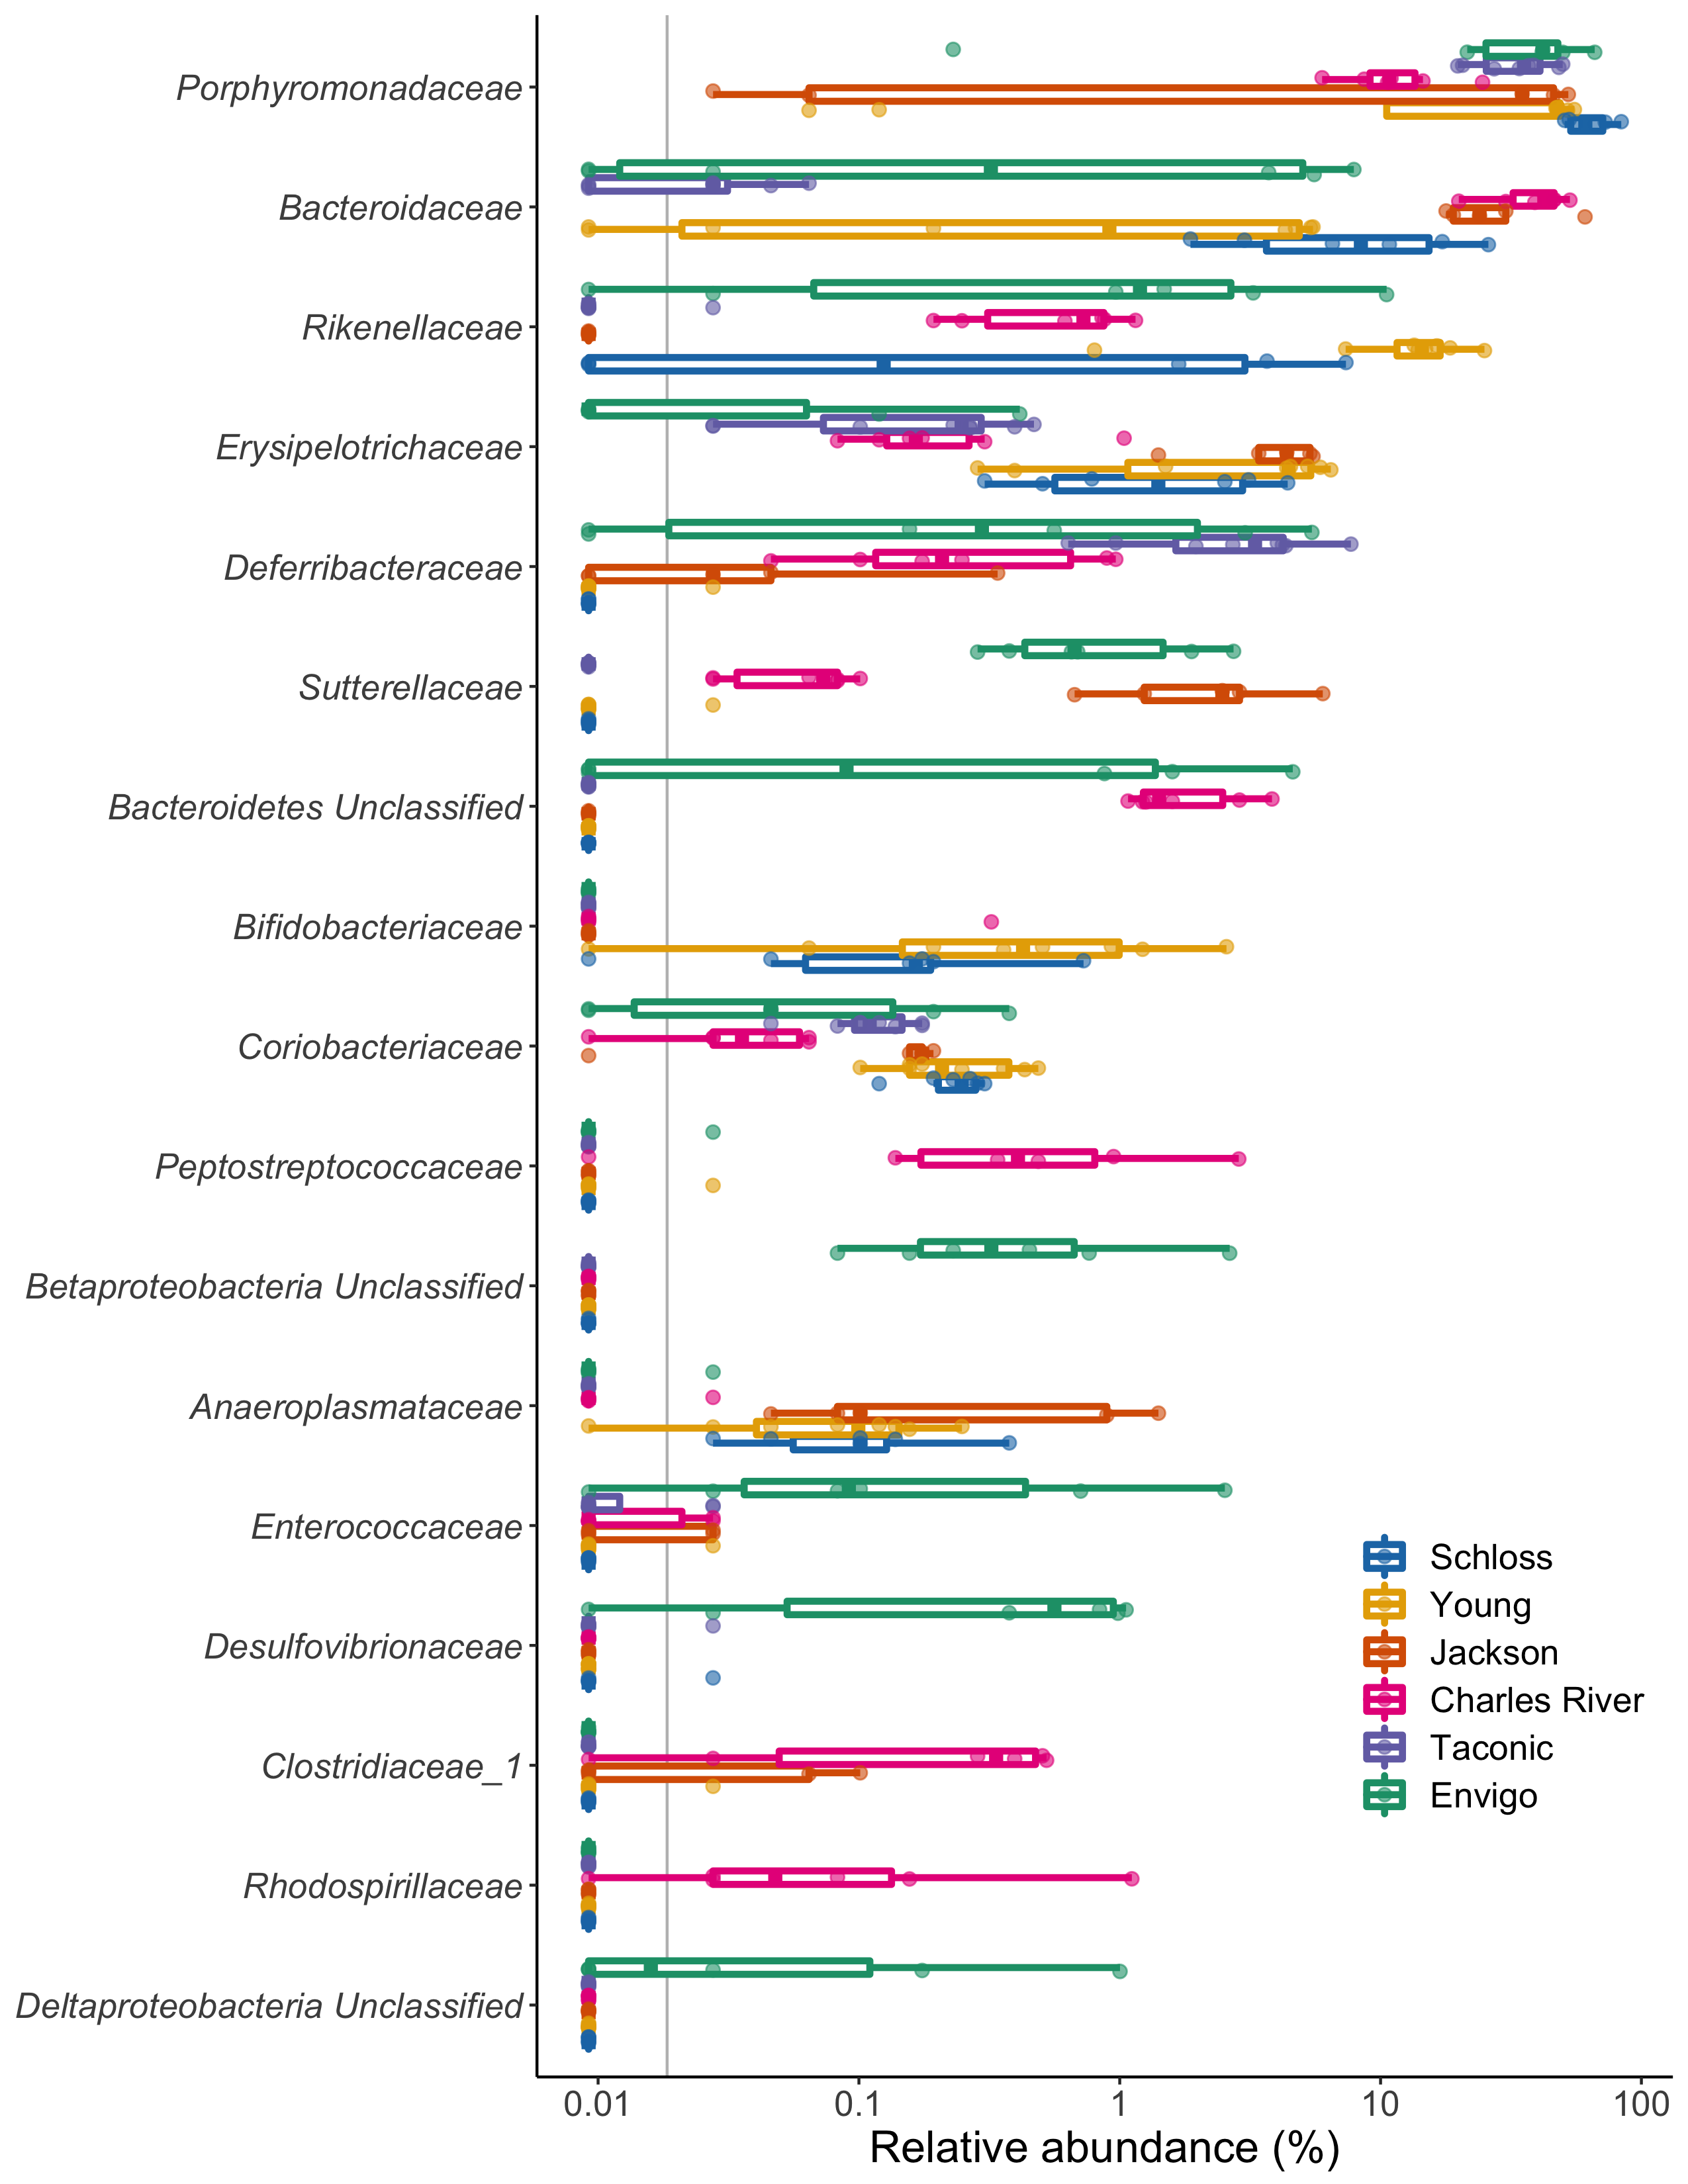 Porphyromonadaceae
Bacteroidaceae
Rikenellaceae
Erysipelotrichaceae
Deferribacteraceae
Sutterellaceae
Bacteroidetes Unclassified
Bifidobacteriaceae
Coriobacteriaceae
Peptostreptococcaceae
Betaproteobacteria Unclassified
Anaeroplasmataceae
Enterococcaceae
Desulfovibrionaceae
Clostridiaceae_1
Rhodospirillaceae
Deltaproteobacteria Unclassified
Schloss
Young
Jackson
Charles River
Taconic
Envigo
0.01 0.1 1 10 100
Relative abundance (%)